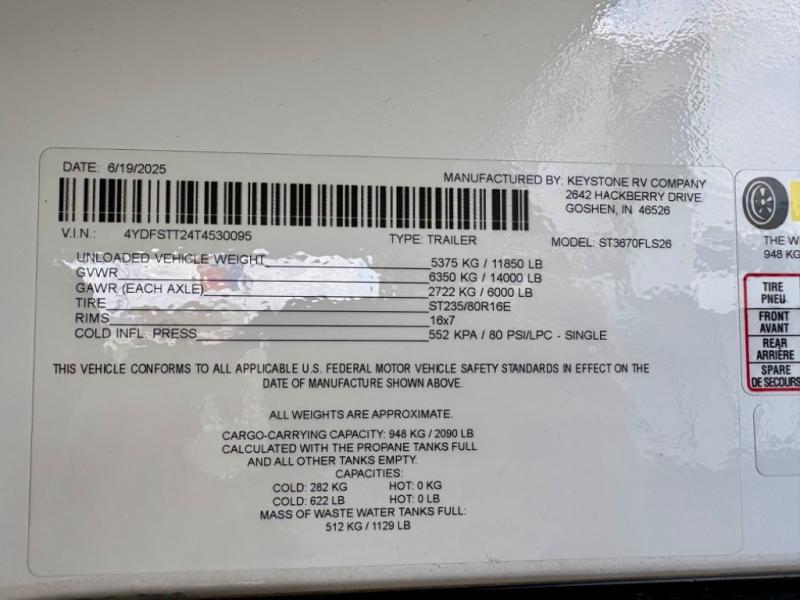 DATE: 6/19/2025
MANUFACTURED BY: KEYSTONE RV COMPANY
2642 HACKBERRY DRIVE
GOSHEN, IN 46526
V.I.N.: 4YDFSTT24T4530095 TYPE: TRAILER MODEL: ST3670FLS26
UNLOADED VEHICLE WEIGHT 5375 KG / 11850 LB
GVWR 6350 KG / 14000 LB
GAWR (EACH AXLE) 2722 KG / 6000 LB
TIRE ST235/80R16E
RIMS 16x7
COLD INFL. PRESS 552 KPA / 80 PSI/LPC - SINGLE
THIS VEHICLE CONFORMS TO ALL APPLICABLE U.S. FEDERAL MOTOR VEHICLE SAFETY STANDARDS IN EFFECT ON THE
DATE OF MANUFACTURE SHOWN ABOVE.
ALL WEIGHTS ARE APPROXIMATE.
CARGO-CARRYING CAPACITY: 948 KG / 2090 LB
CALCULATED WITH THE PROPANE TANKS FULL
AND ALL OTHER TANKS EMPTY.
CAPACITIES:
COLD: 282 KG HOT: 0 KG
COLD: 622 LB HOT: 0 LB
MASS OF WASTE WATER TANKS FULL:
512 KG / 1129 LB
THE W
948 KG
TIRE
PNEU
FRONT
AVANT
REAR
ARRIÈRE
SPARE
DE SECOURS